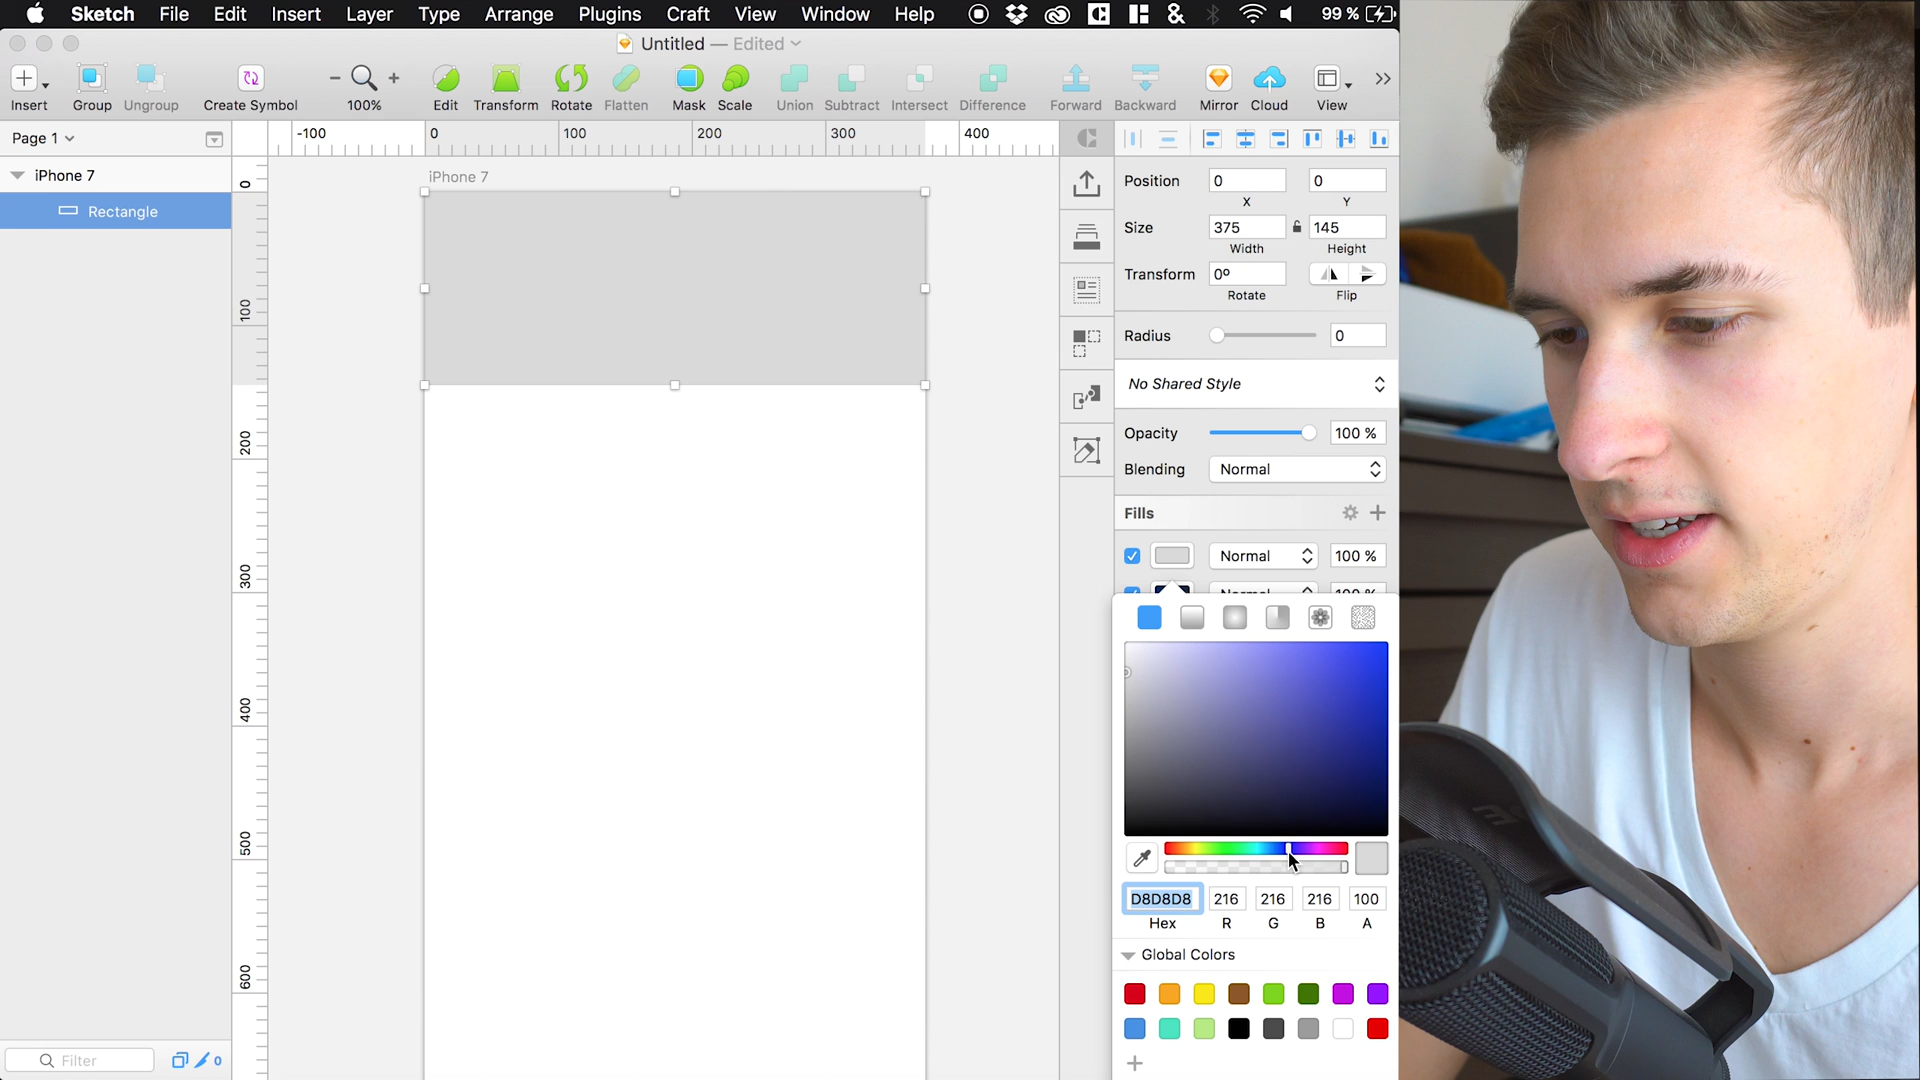 Sketch File Edit Insert Layer Type Arrange Plugins Craft View Window Help 99 %
Untitled — Edited
Insert Group Ungroup Create Symbol 100% Edit Transform Rotate Flatten Mask Scale Union Subtract Intersect Difference Forward Backward Mirror Cloud View
Page 1
-100 0 100 200 300 400
iPhone 7
Rectangle
iPhone 7
0
100
200
300
400
500
600
Position 0 0
X Y
Size 375 145
Width Height
Transform 0º
Rotate Flip
Radius 0
No Shared Style
Opacity 100 %
Blending Normal
Fills
Normal 100 %
D8D8D8 216 216 216 100
Hex R G B A
Global Colors
Filter 0